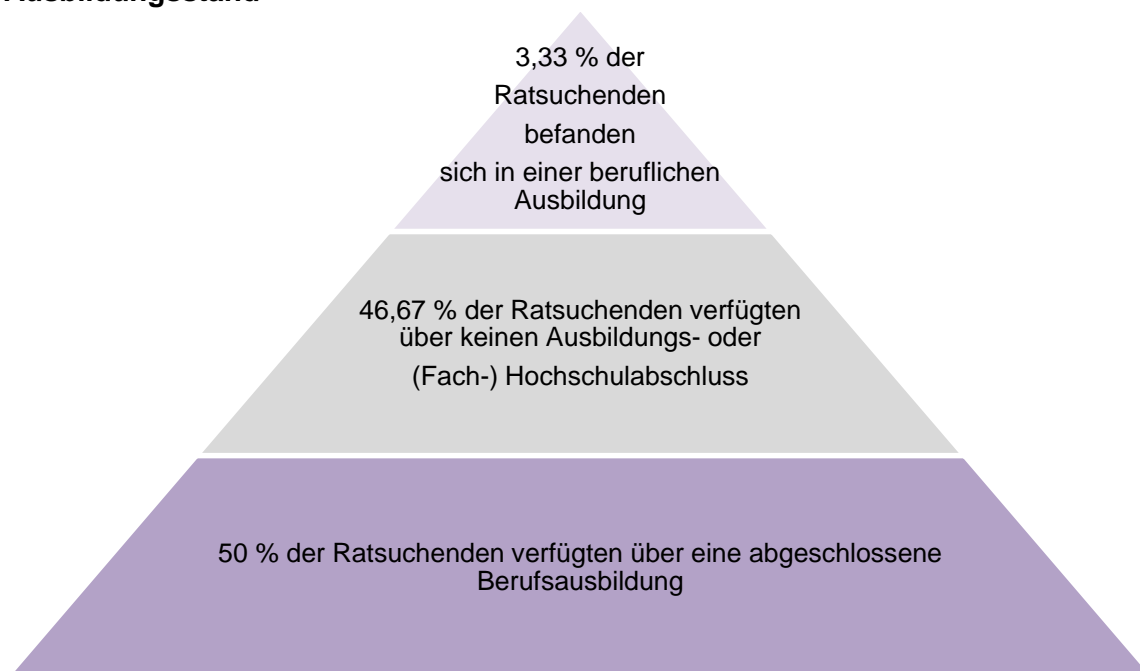 Ausbildungsstand
3,33 % der
Ratsuchenden
befanden
sich in einer beruflichen
Ausbildung
46,67 % der Ratsuchenden verfügten
über keinen Ausbildungs- oder
(Fach-) Hochschulabschluss
50 % der Ratsuchenden verfügten über eine abgeschlossene
Berufsausbildung